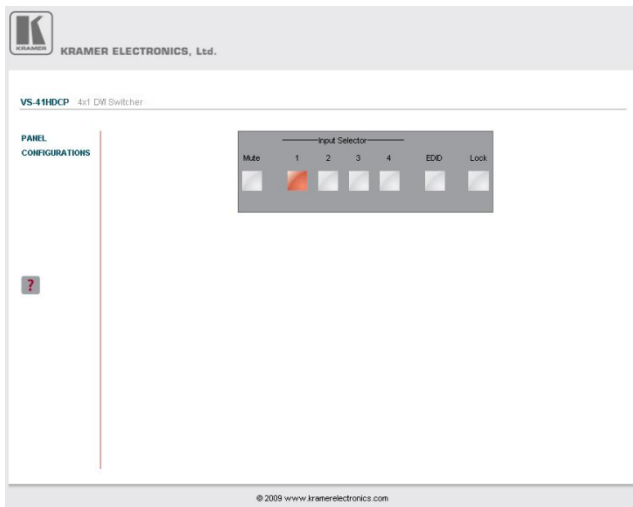 K
KRAMER
KRAMER ELECTRONICS, Ltd.
VS-41HDCP 4x1 DVI Switcher
PANEL
CONFIGURATIONS
Input Selector
Mute 1 2 3 4 EDID Lock
?
© 2009 www.kramerelectronics.com